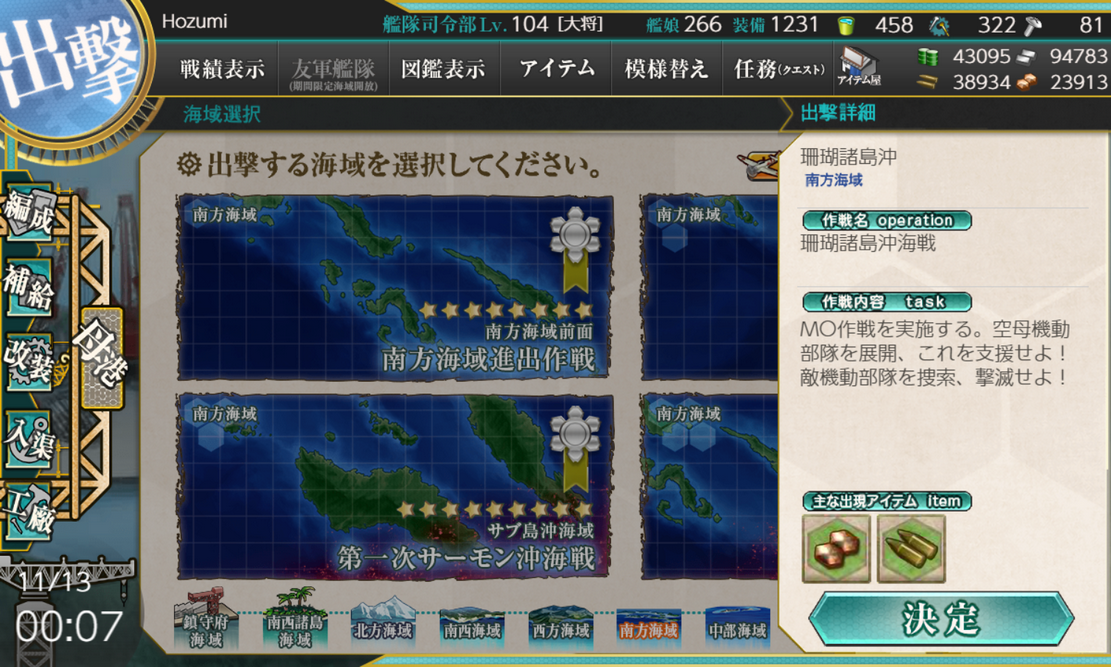 出撃
Hozumi
艦隊司令部Lv.104 [大将]
艦娘 266 装備 1231 458 322 81
戦績表示
友軍艦隊
(期間限定海域開放)
図鑑表示
アイテム
模様替え
任務(クエスト)
アイテム屋
43095 94783
38934 23913
海域選択
出撃詳細
出撃する海域を選択してください。
南方海域
南方海域前面
南方海域進出作戦
南方海域
南方海域
サブ島沖海域
第一次サーモン沖海戦
南方海域
珊瑚諸島沖
南方海域
作戦名 operation
珊瑚諸島沖海戦
作戦内容 task
MO作戦を実施する。空母機動
部隊を展開、これを支援せよ！
敵機動部隊を捜索、撃滅せよ！
主な出現アイテム item
決定
編成
補給
改装
入渠
工廠
母港
11/13
00:07
鎮守府
海域
南西諸島
海域
北方海域
南西海域
西方海域
南方海域
中部海域